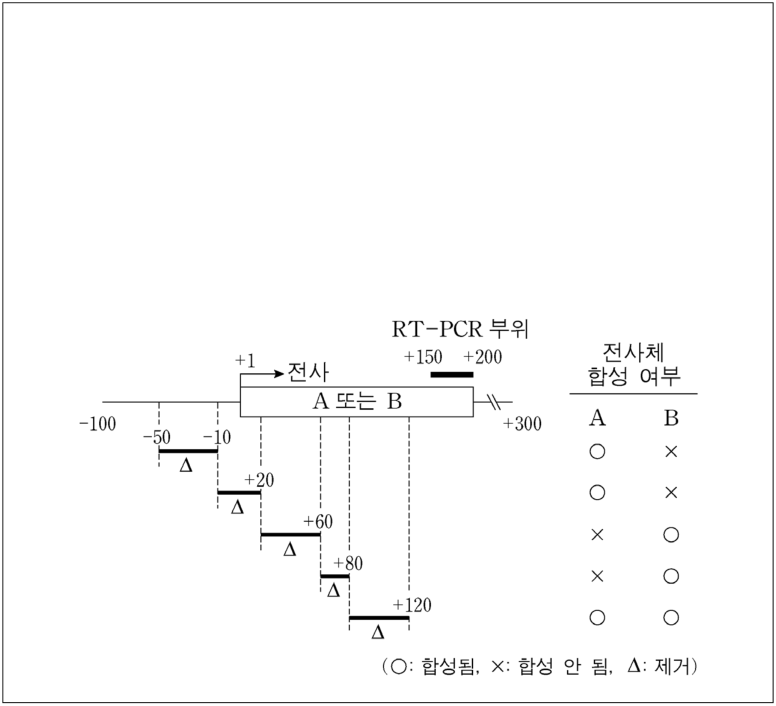 RT-PCR 부위
+150 +200
전사체
합성 여부
+1
전사
A 또는 B
-100
+300
A B
-50 -10
Δ
○ ×
+20
Δ
○ ×
+60
Δ
× ○
+80
Δ
× ○
+120
Δ
○ ○
(○: 합성됨, ×: 합성 안 됨, Δ: 제거)